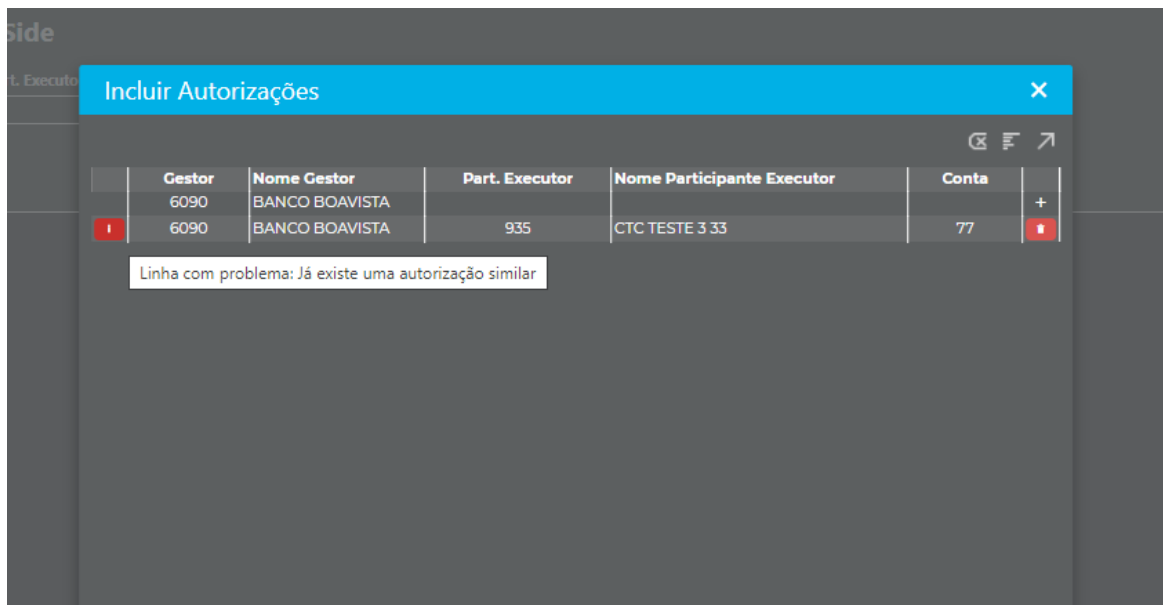 Side
t. Executo
Incluir Autorizações
Gestor Nome Gestor Part. Executor Nome Participante Executor Conta
6090 BANCO BOAVISTA +
6090 BANCO BOAVISTA 935 CTC TESTE 3 33 77
Linha com problema: Já existe uma autorização similar